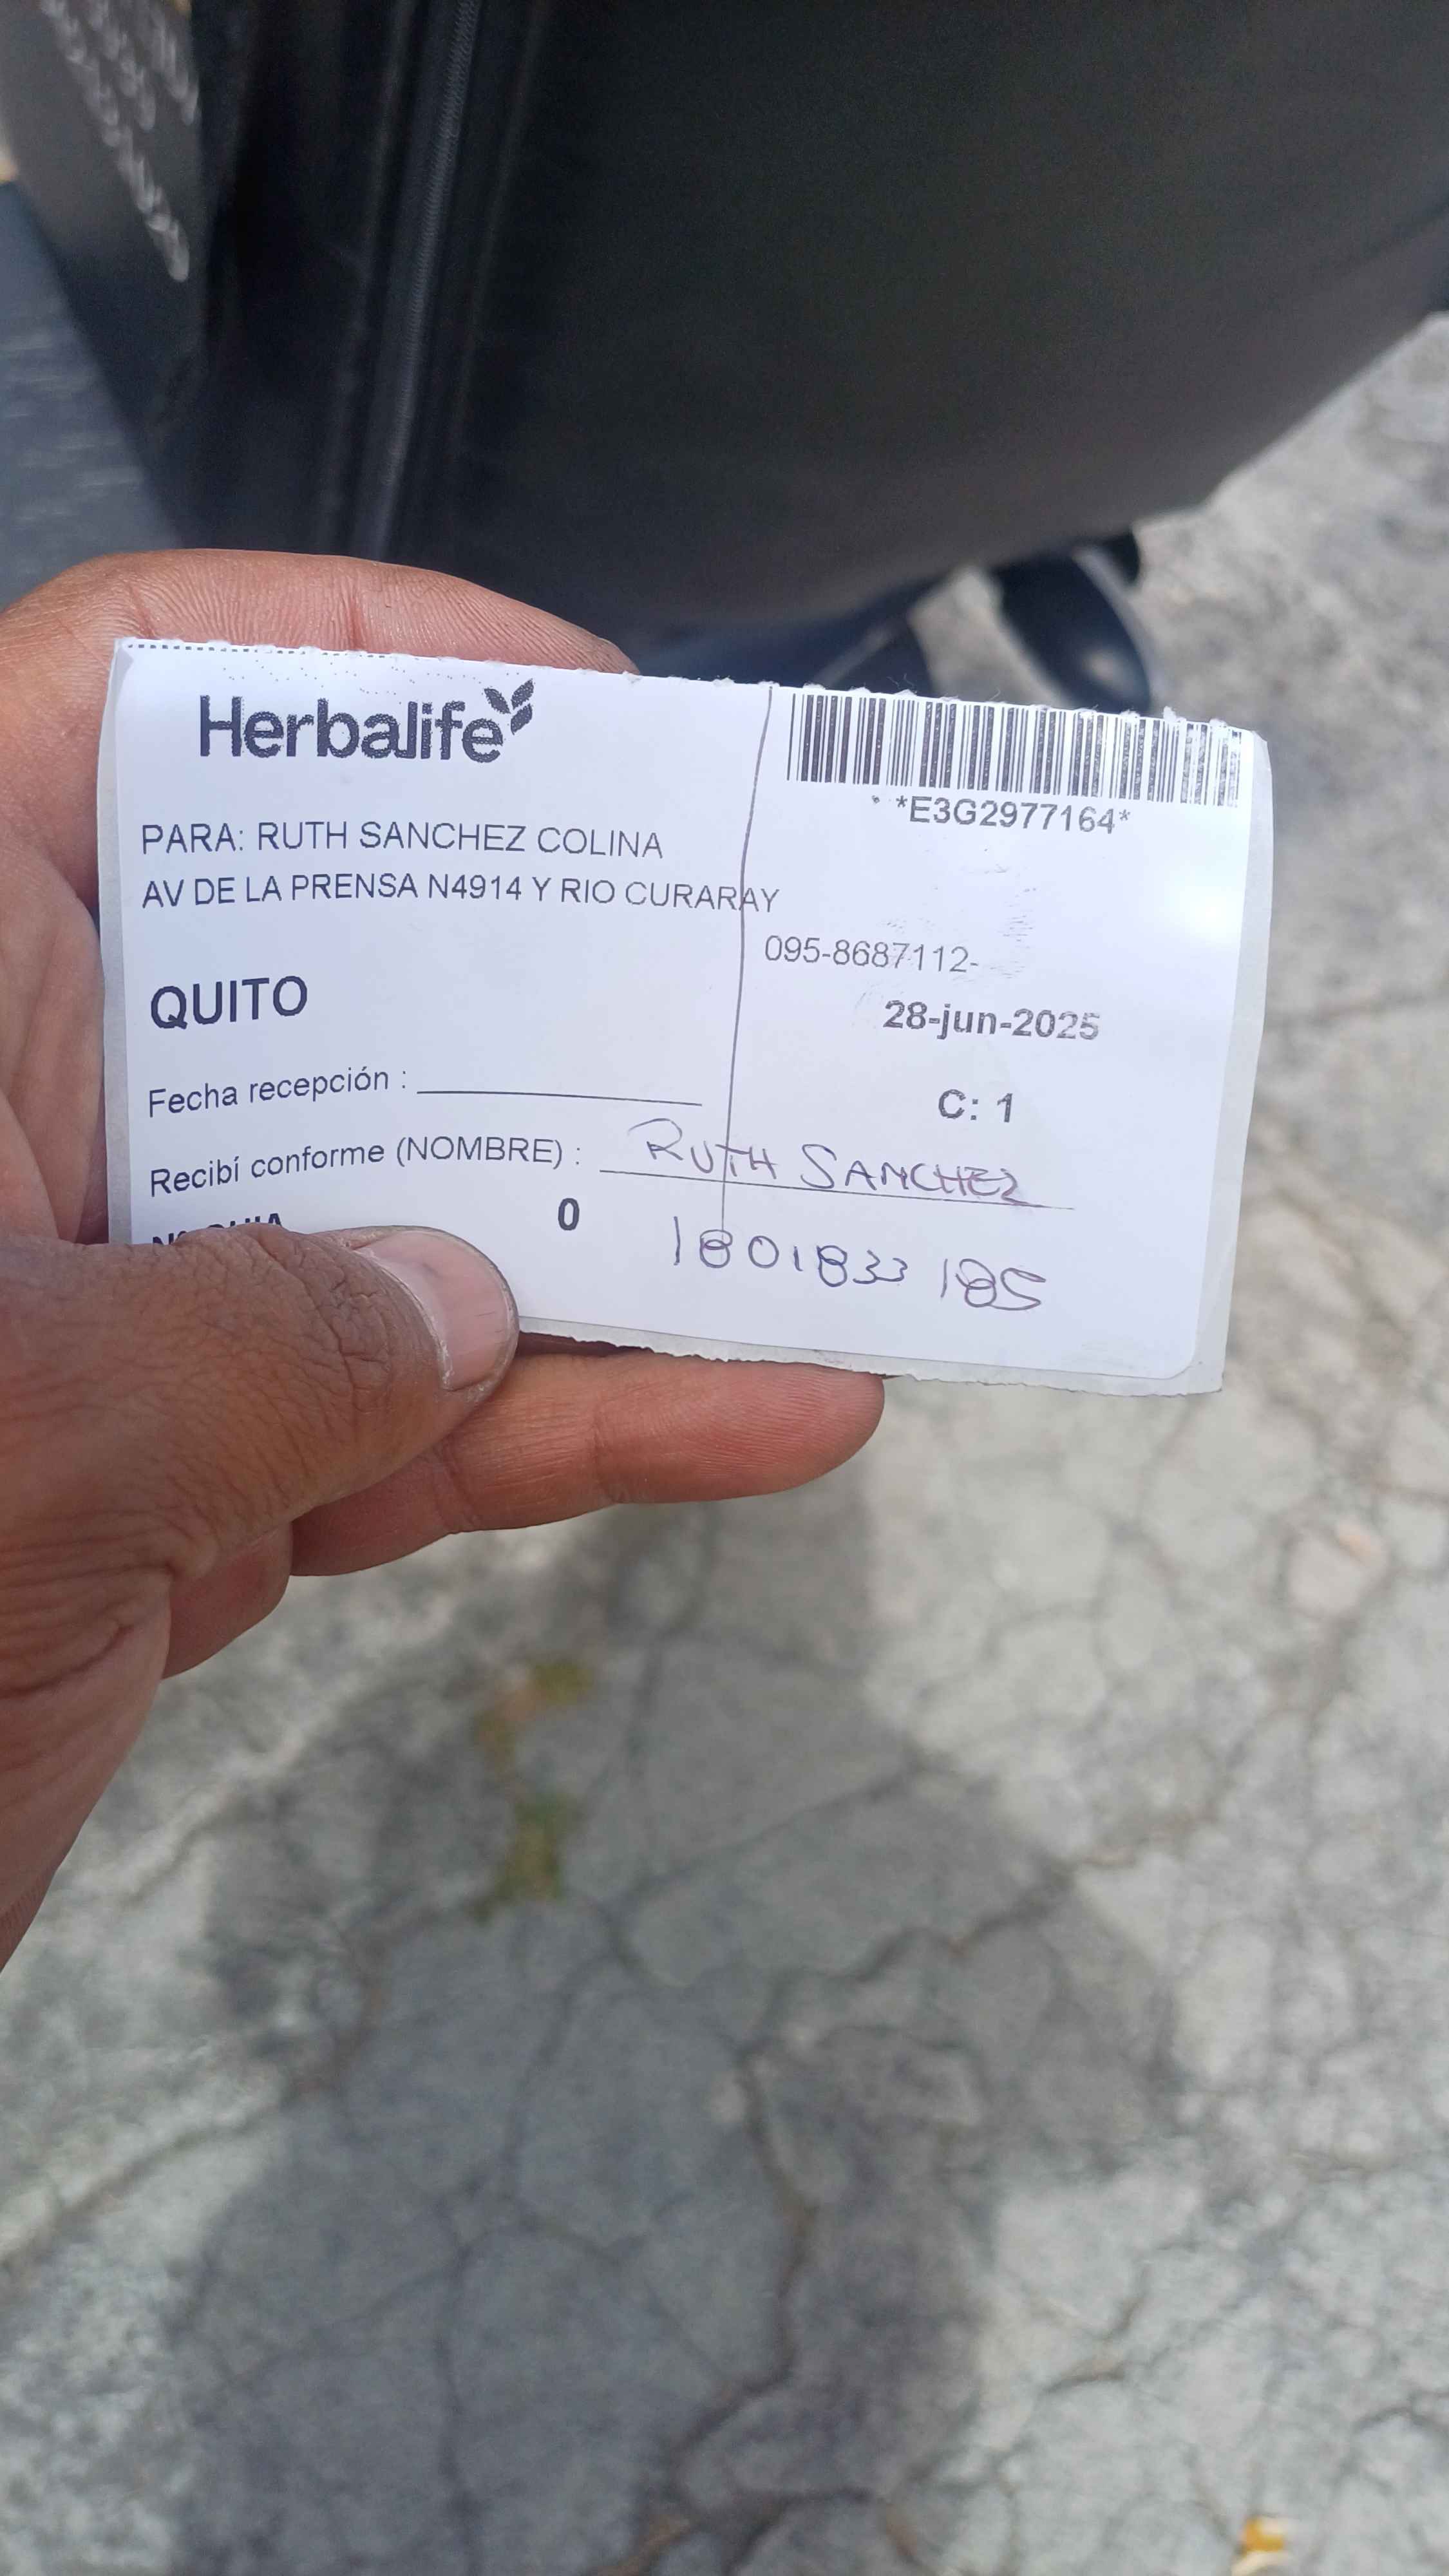 Herbalife
*E3G2977164*
PARA: RUTH SANCHEZ COLINA
AV DE LA PRENSA N4914 Y RIO CURARAY
095-8687112-
QUITO
28-jun-2025
Fecha recepción :
C: 1
Recibí conforme (NOMBRE) : RUTH SANCHEZ
0
1801833185